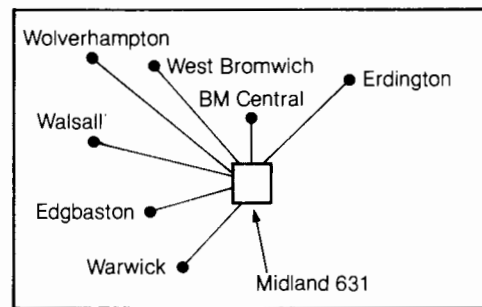 Wolverhampton
West Bromwich
Erdington
BM Central
Walsall
Edgbaston
Warwick
Midland 631